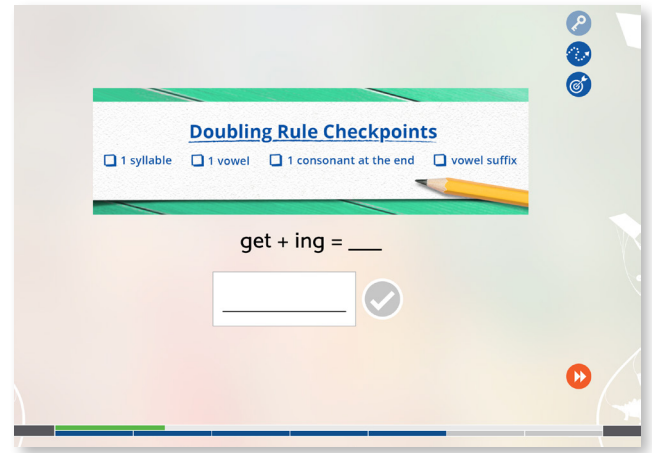 Doubling Rule Checkpoints
1 syllable 1 vowel 1 consonant at the end vowel suffix
get + ing = ___